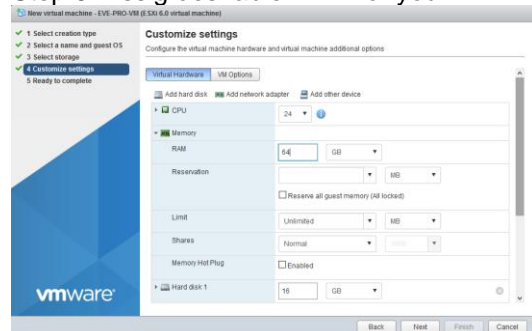 New virtual machine - EVE-PRO-VM (ESXi 6.0 virtual machine)
1 Select creation type
2 Select a name and guest OS
3 Select storage
4 Customize settings
5 Ready to complete
Customize settings
Configure the virtual machine hardware and virtual machine additional options
Virtual Hardware VM Options
Add hard disk Add network adapter Add other device
CPU 24
Memory
RAM 64 GB
Reservation MB
Reserve all guest memory (All locked)
Limit Unlimited MB
Shares Normal
Memory Hot Plug Enabled
Hard disk 1 16 GB
vmware
Back Next Finish Cancel